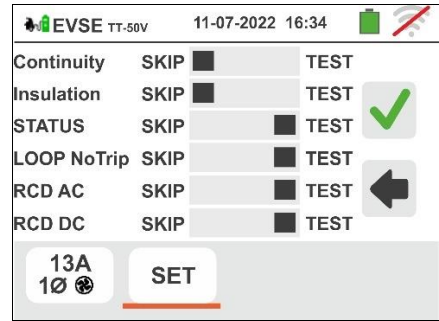 EVSE TT-50V 11-07-2022 16:34
Continuity SKIP TEST
Insulation SKIP TEST
STATUS SKIP TEST
LOOP NoTrip SKIP TEST
RCD AC SKIP TEST
RCD DC SKIP TEST
13A
1Ø
SET